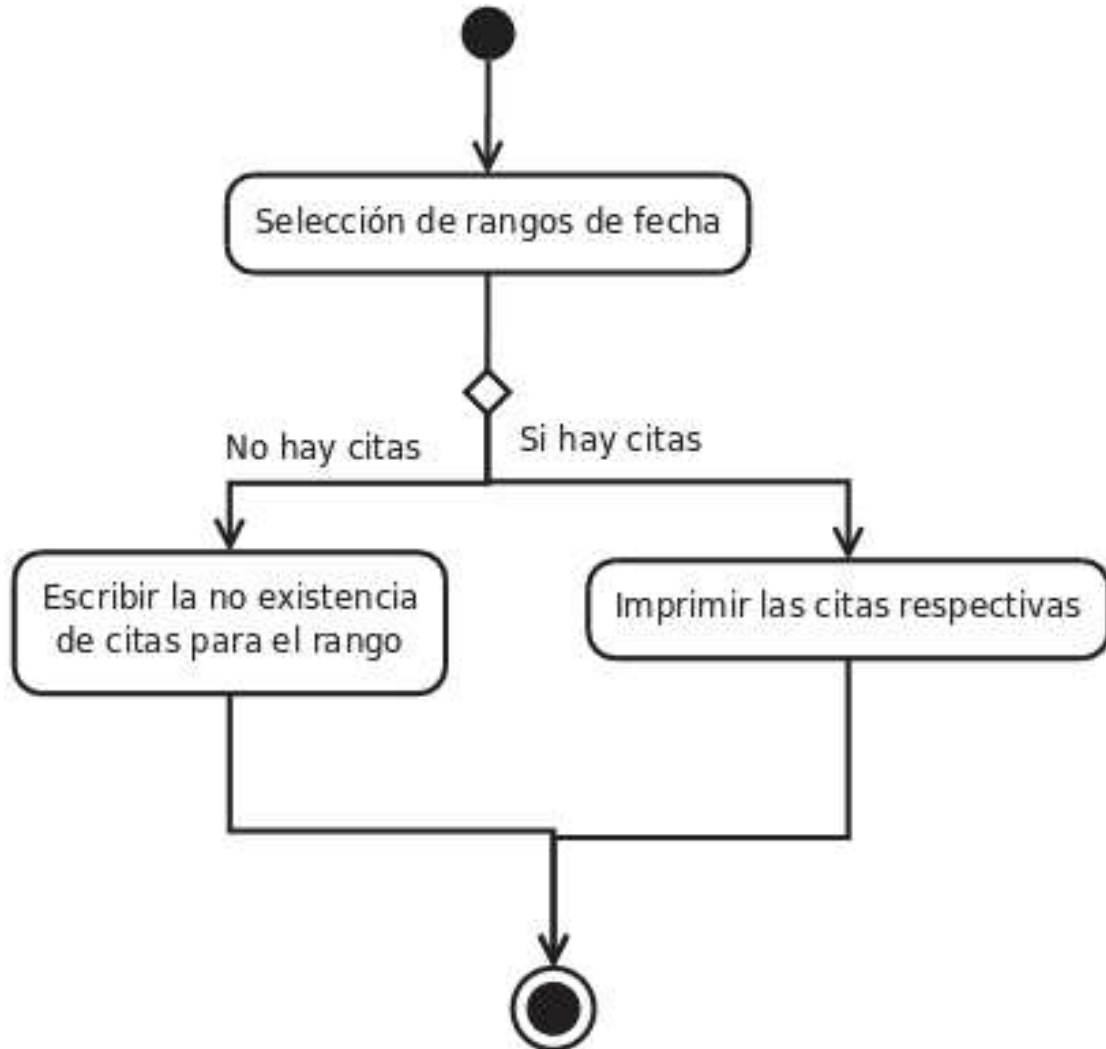 Selección de rangos de fecha
No hay citas
Si hay citas
Escribir la no existencia
de citas para el rango
Imprimir las citas respectivas